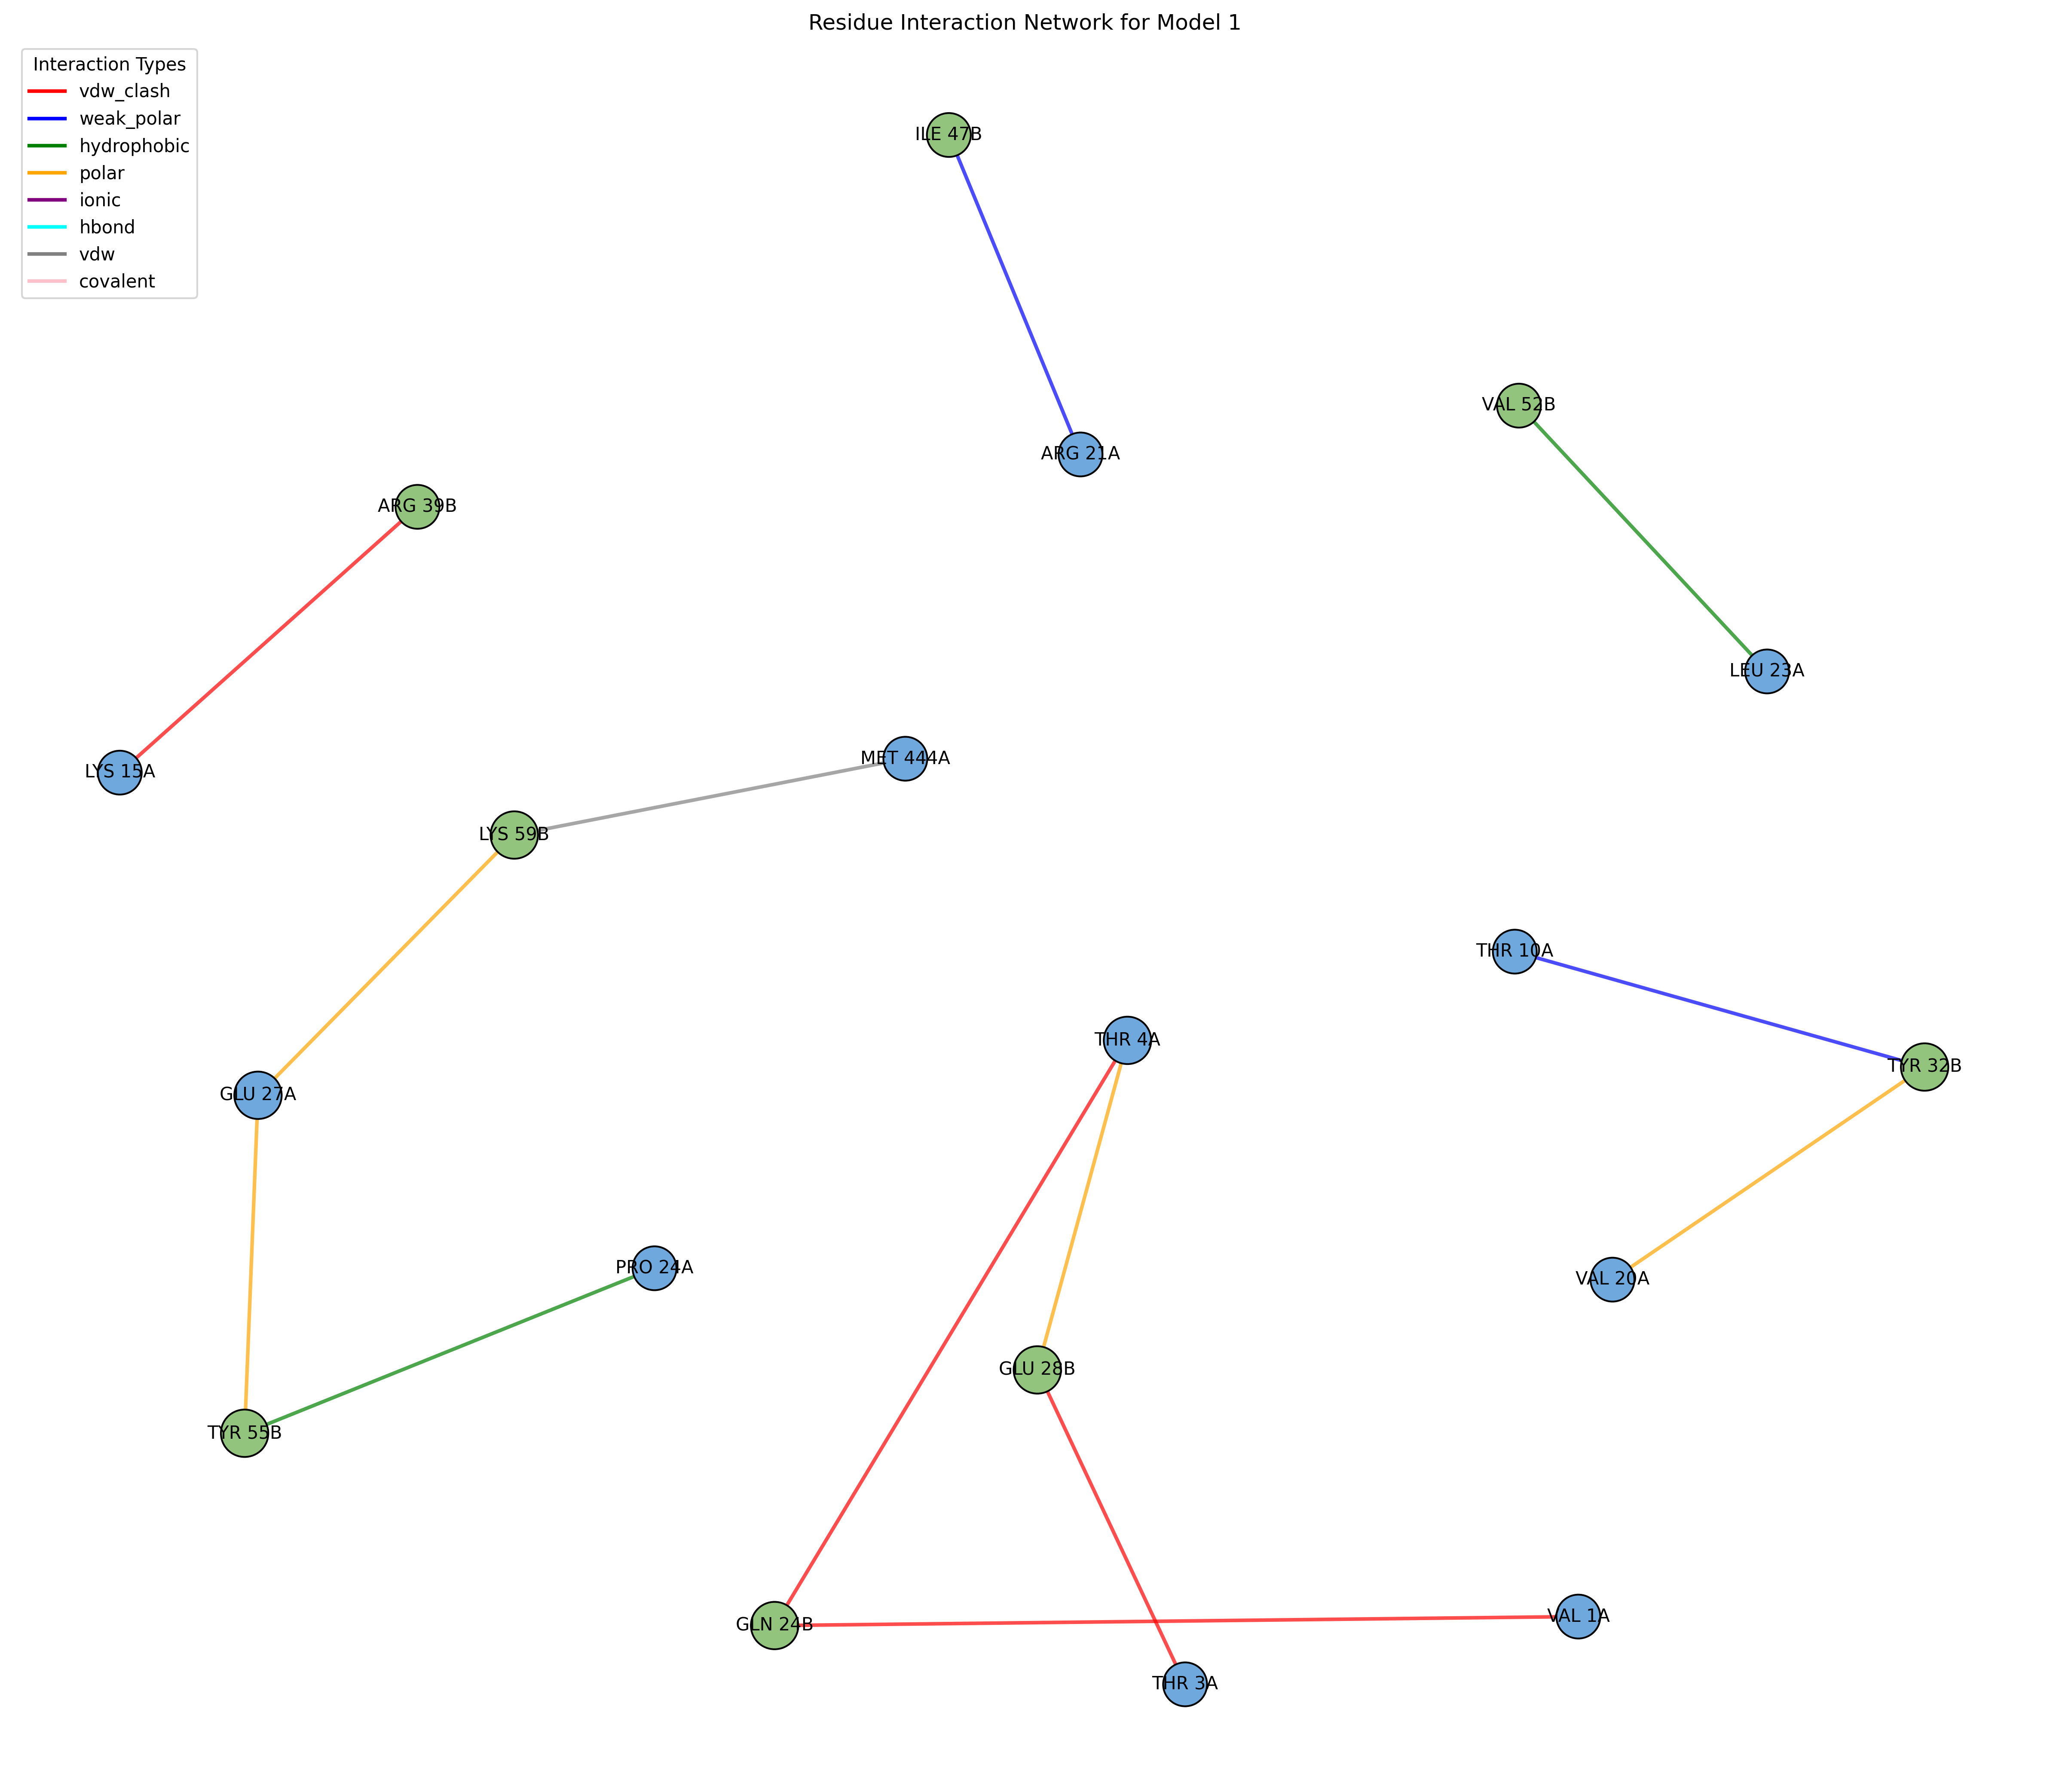 Residue Interaction Network for Model 1
Interaction Types
vdw_clash
weak_polar
hydrophobic
polar
ionic
hbond
vdw
covalent
ILE 47B
VAL 52B
ARG 21A
ARG 39B
LEU 23A
MET 444A
LYS 15A
LYS 59B
THR 10A
THR 4A
TYR 32B
GLU 27A
PRO 24A
VAL 20A
GLU 28B
TYR 55B
VAL 1A
GLN 24B
THR 3A